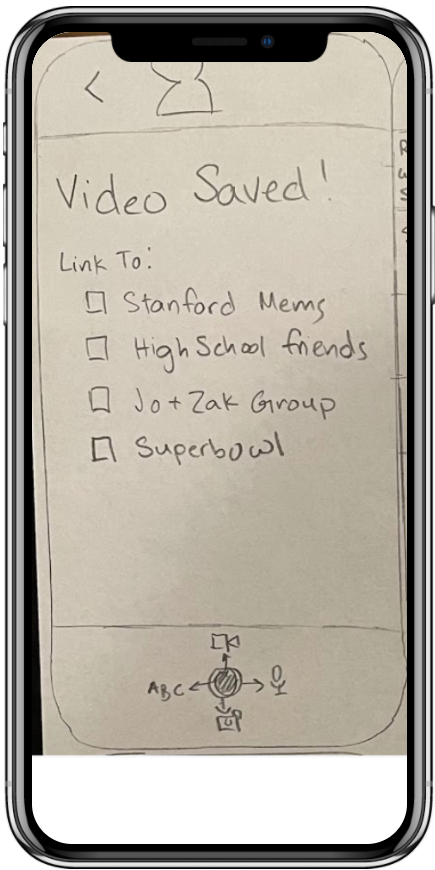 Video Saved!
Link To:
Stanford Mems
High School friends
Jo + Zak Group
Superbowl
ABC